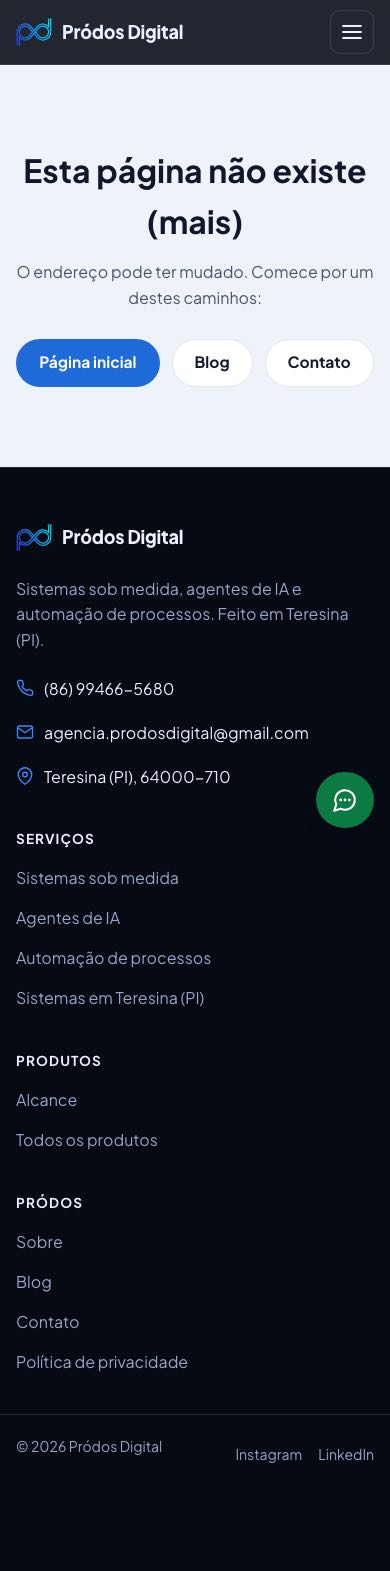 Pródos Digital
Esta página não existe
(mais)
O endereço pode ter mudado. Comece por um
destes caminhos:
Página inicial
Blog
Contato
Pródos Digital
Sistemas sob medida, agentes de IA e
automação de processos. Feito em Teresina
(PI).
(86) 99466-5680
agencia.prodosdigital@gmail.com
Teresina (PI), 64000-710
SERVIÇOS
Sistemas sob medida
Agentes de IA
Automação de processos
Sistemas em Teresina (PI)
PRODUTOS
Alcance
Todos os produtos
PRÓDOS
Sobre
Blog
Contato
Política de privacidade
© 2026 Pródos Digital
Instagram
LinkedIn